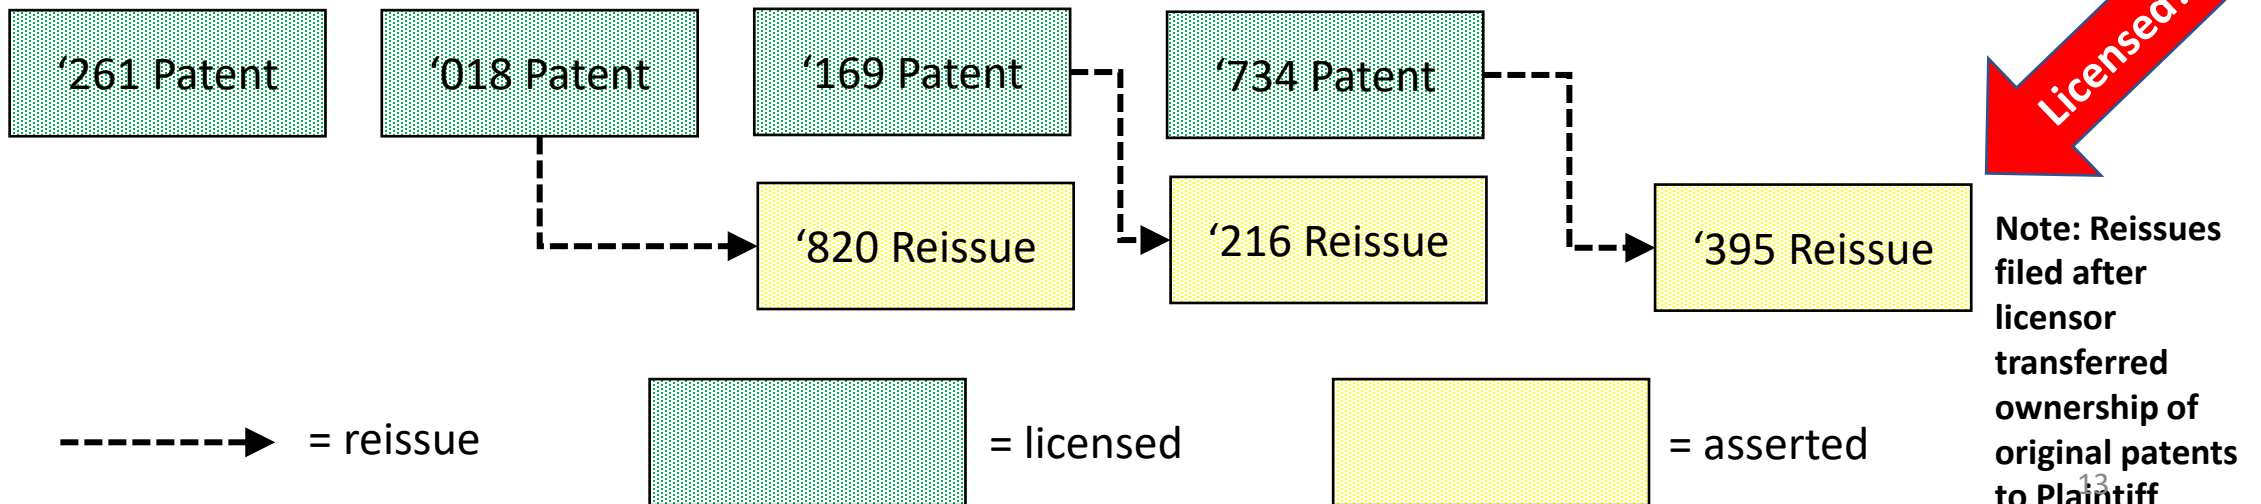 ‘261 Patent
‘018 Patent
‘169 Patent
‘734 Patent
Licensed?
‘820 Reissue
‘216 Reissue
‘395 Reissue
Note: Reissues
filed after
licensor
transferred
ownership of
original patents
to Plaintiff
= reissue
= licensed
= asserted
13